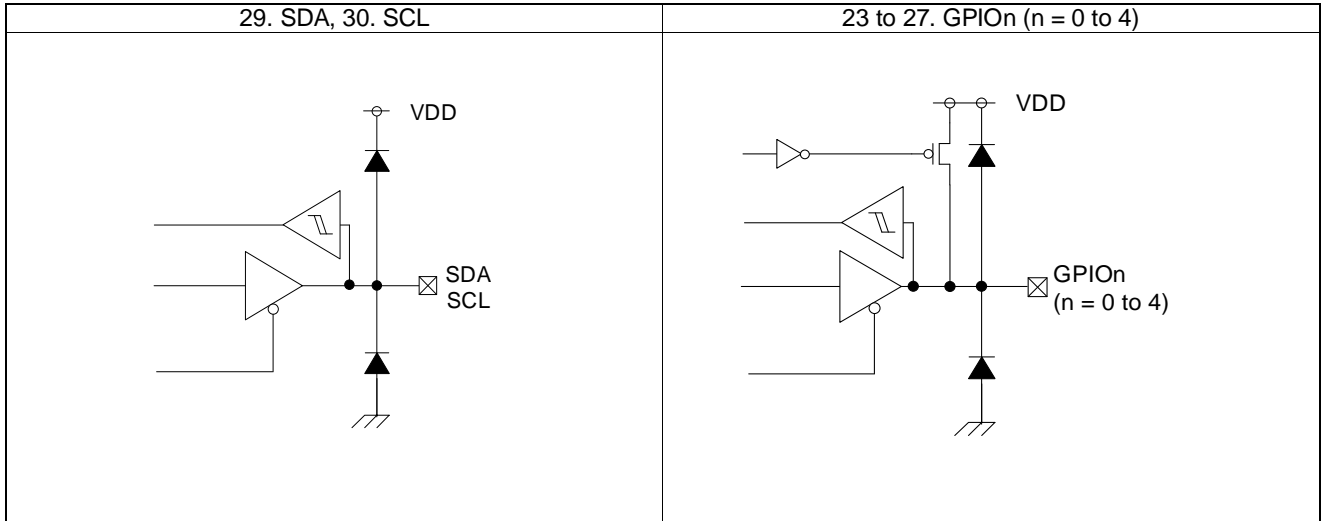 29. SDA, 30. SCL
23 to 27. GPIOn (n = 0 to 4)
VDD
SDA
SCL
VDD
GPIOn
(n = 0 to 4)